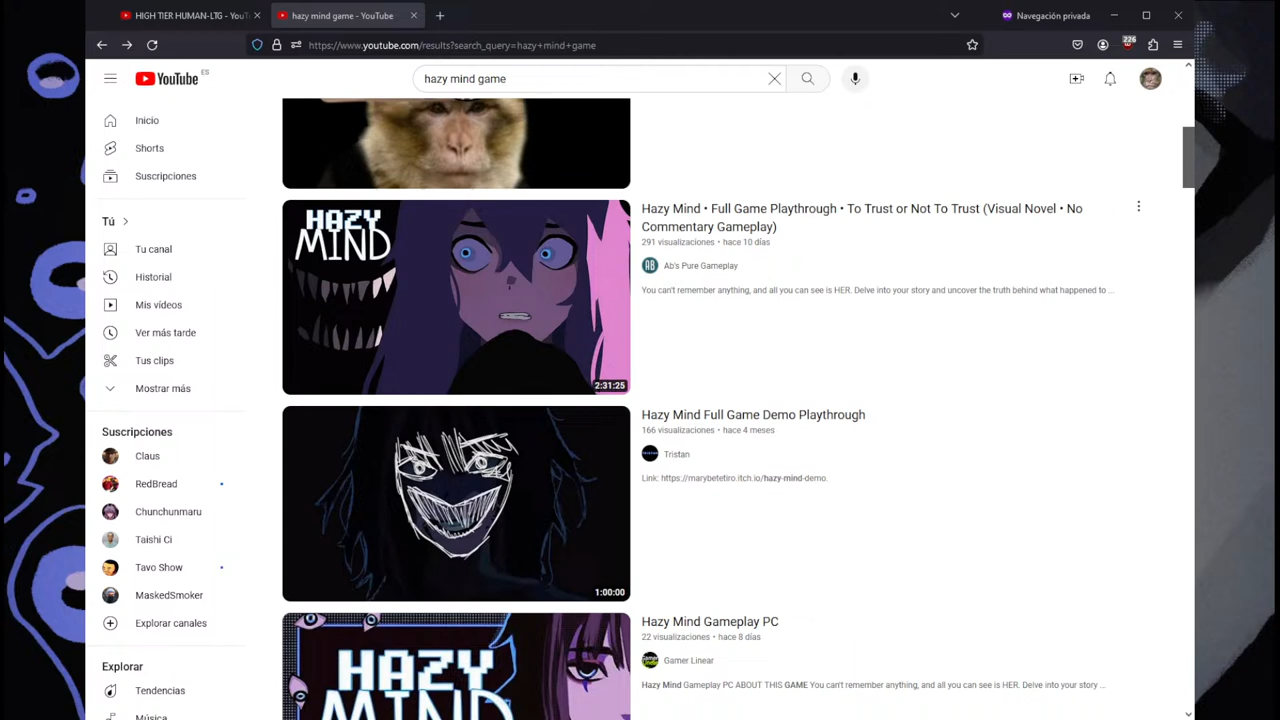 HIGH TIER HUMAN-LTG - YouT
hazy mind game - YouTube
Navegación privada
https://www.youtube.com/results?search_query=hazy+mind+game
226
YouTube ES
hazy mind game
Inicio
Shorts
Suscripciones
Tú
Tu canal
Historial
Mis vídeos
Ver más tarde
Tus clips
Mostrar más
Suscripciones
Claus
RedBread
Chunchunmaru
Taishi Ci
Tavo Show
MaskedSmoker
Explorar canales
Explorar
Tendencias
Música
HAZY
MIND
2:31:25
Hazy Mind • Full Game Playthrough • To Trust or Not To Trust (Visual Novel • No
Commentary Gameplay)
291 visualizaciones • hace 10 días
AB Ab's Pure Gameplay
You can't remember anything, and all you can see is HER. Delve into your story and uncover the truth behind what happened to ...
1:00:00
Hazy Mind Full Game Demo Playthrough
166 visualizaciones • hace 4 meses
Tristan
Link: https://marybetetiro.itch.io/hazy-mind-demo.
HAZY
MIND
Hazy Mind Gameplay PC
22 visualizaciones • hace 8 días
Gamer Linear
Hazy Mind Gameplay PC ABOUT THIS GAME You can't remember anything, and all you can see is HER. Delve into your story ...